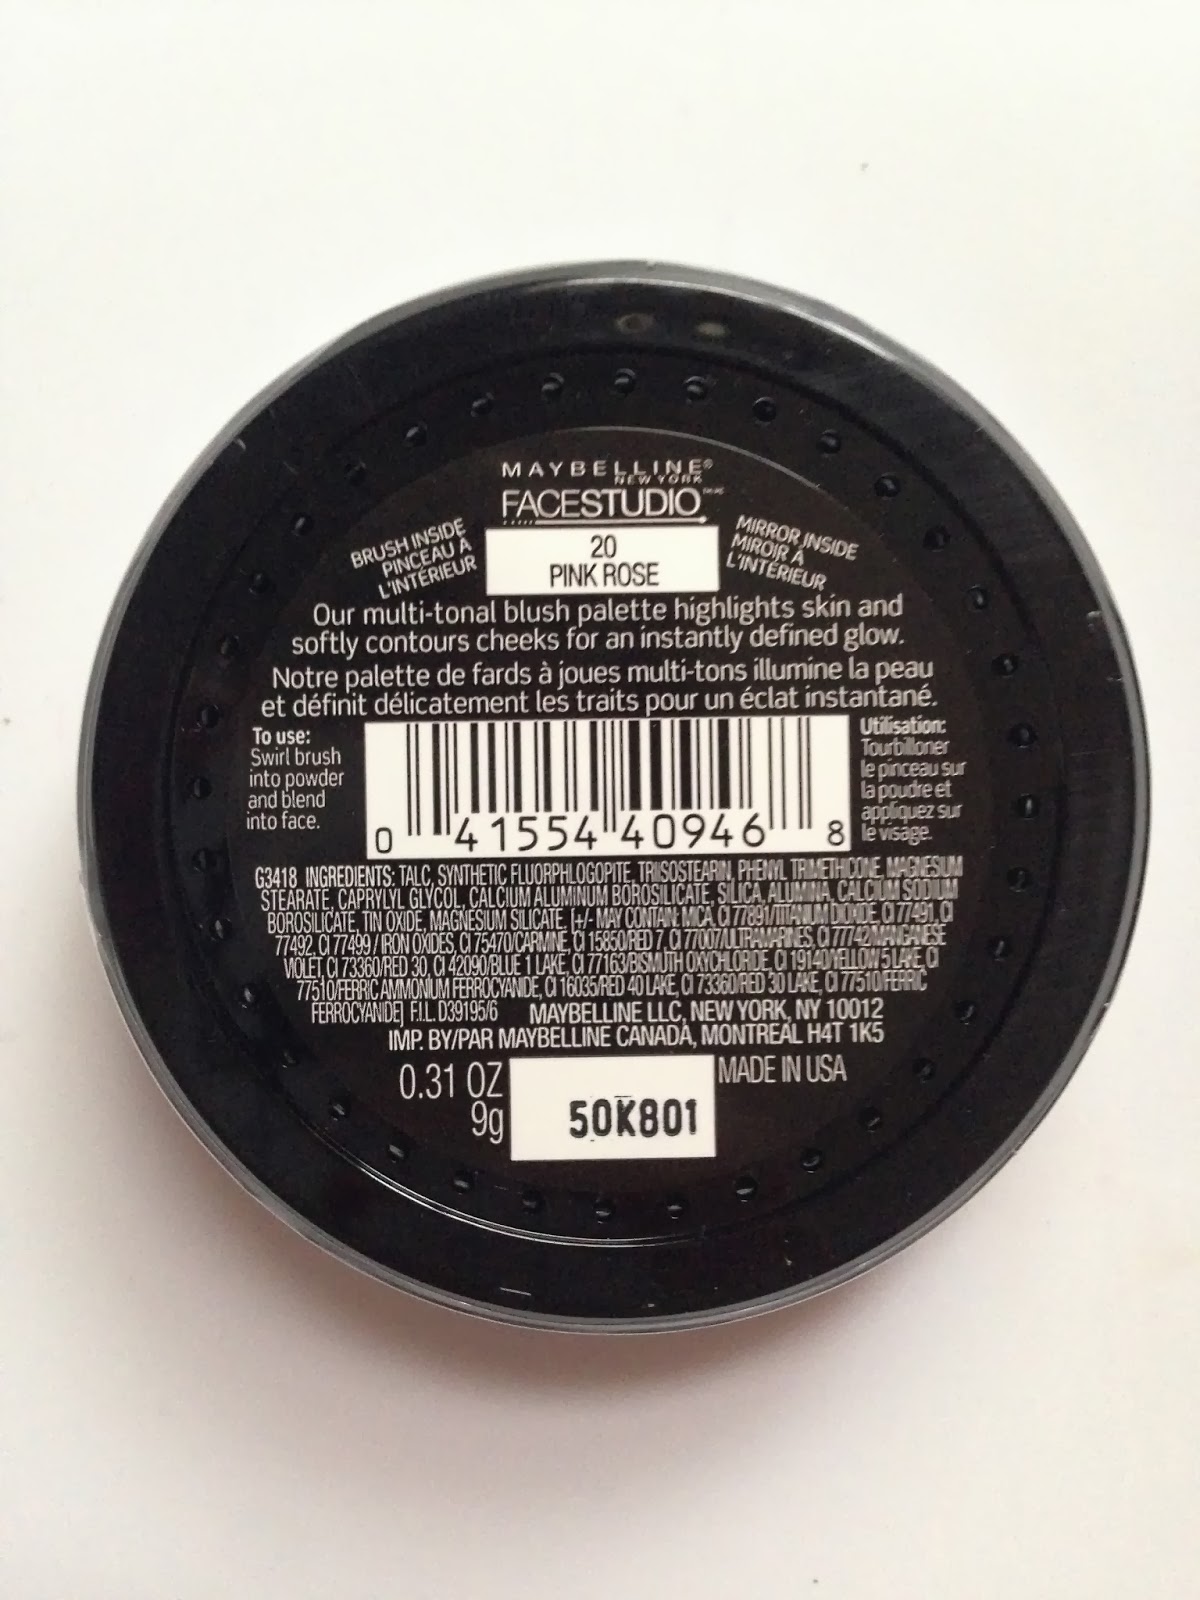 MAYBELLINE®
NEW YORK
FACESTUDIO™MC
BRUSH INSIDE
PINCEAU À
L'INTÉRIEUR
20
PINK ROSE
MIRROR INSIDE
MIROIR À
L'INTÉRIEUR
Our multi-tonal blush palette highlights skin and
softly contours cheeks for an instantly defined glow.
Notre palette de fards à joues multi-tons illumine la peau
et définit délicatement les traits pour un éclat instantané.
To use:
Swirl brush
into powder
and blend
into face.
0 41554 40946 8
Utilisation:
Tourbilloner
le pinceau sur
la poudre et
appliquez sur
le visage.
G3418 INGREDIENTS: TALC, SYNTHETIC FLUORPHLOGOPITE, TRIISOSTEARIN, PHENYL TRIMETHICONE, MAGNESIUM
STEARATE, CAPRYLYL GLYCOL, CALCIUM ALUMINUM BOROSILICATE, SILICA, ALUMINA, CALCIUM SODIUM
BOROSILICATE, TIN OXIDE, MAGNESIUM SILICATE, [+/- MAY CONTAIN: MICA, CI 77891/TITANIUM DIOXIDE, CI 77491, CI
77492, CI 77499 / IRON OXIDES, CI 75470/CARMINE, CI 15850/RED 7, CI 77007/ULTRAMARINES, CI 77742/MANGANESE
VIOLET, CI 73360/RED 30, CI 42090/BLUE 1 LAKE, CI 77163/BISMUTH OXYCHLORIDE, CI 19140/YELLOW 5 LAKE, CI
77510/FERRIC AMMONIUM FERROCYANIDE, CI 16035/RED 40 LAKE, CI 73360/RED 30 LAKE, CI 77510/FERRIC
FERROCYANIDE] F.I.L. D39195/6 MAYBELLINE LLC, NEW YORK, NY 10012
IMP. BY/PAR MAYBELLINE CANADA, MONTREAL H4T 1K5
0.31 OZ
9g
50K801
MADE IN USA